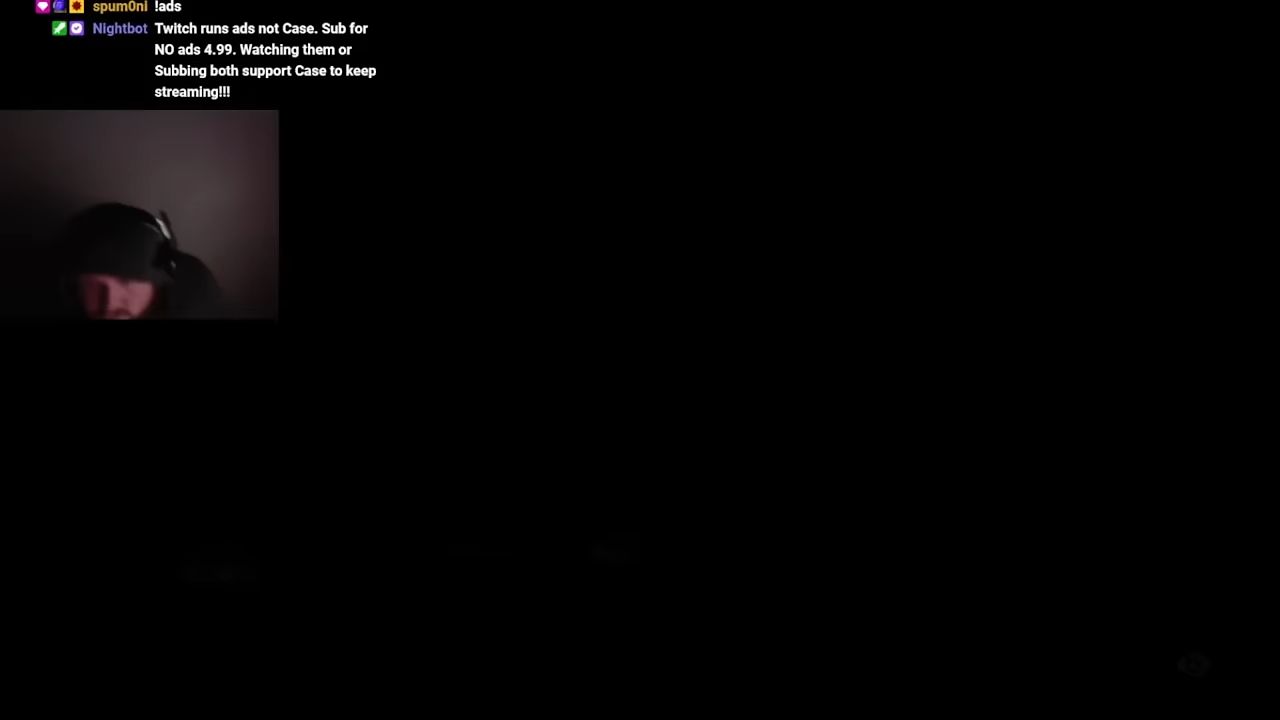 spum0ni !ads
Nightbot Twitch runs ads not Case. Sub for
NO ads 4.99. Watching them or
Subbing both support Case to keep
streaming!!!